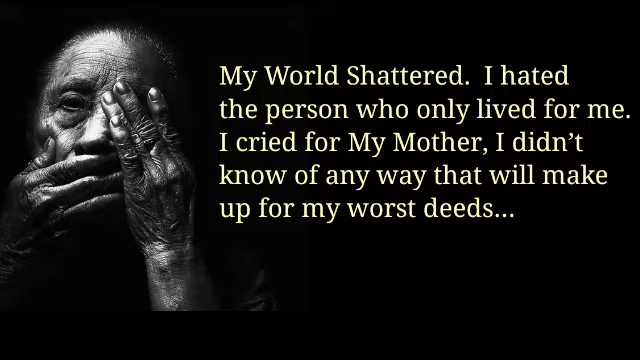 My World Shattered.  I hated
the person who only lived for me.
I cried for My Mother, I didn’t
know of any way that will make
up for my worst deeds...